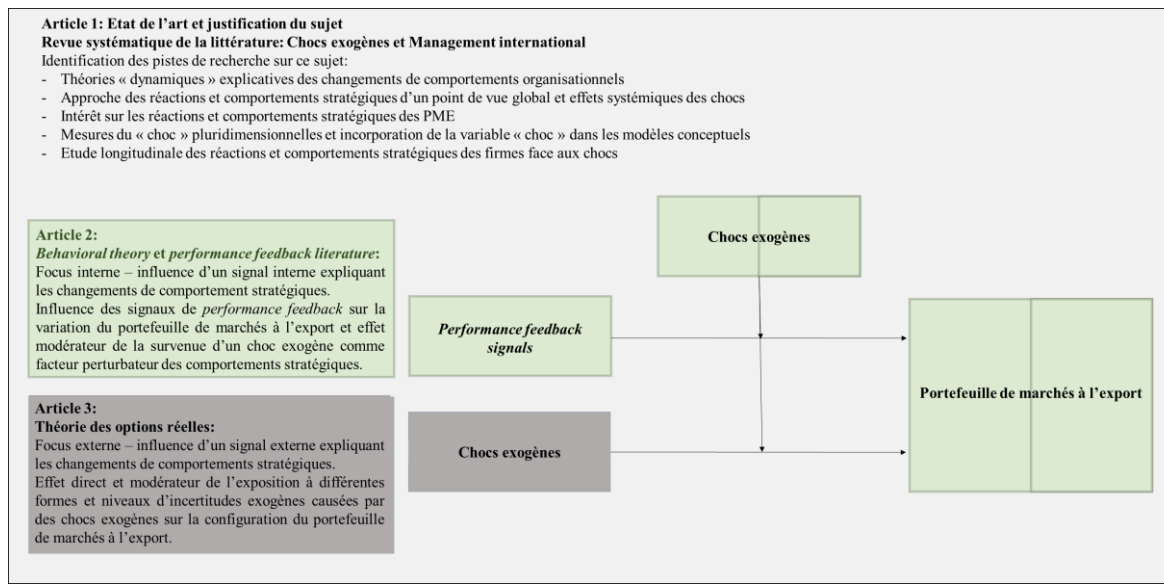 Article 1: Etat de l’art et justification du sujet
Revue systématique de la littérature: Chocs exogènes et Management international
Identification des pistes de recherche sur ce sujet:
- Théories « dynamiques » explicatives des changements de comportements organisationnels
- Approche des réactions et comportements stratégiques d’un point de vue global et effets systémiques des chocs
- Intérêt sur les réactions et comportements stratégiques des PME
- Mesures du « choc » pluridimensionnelles et incorporation de la variable « choc » dans les modèles conceptuels
- Etude longitudinale des réactions et comportements stratégiques des firmes face aux chocs
Article 2:
Behavioral theory et performance feedback literature:
Focus interne – influence d’un signal interne expliquant
les changements de comportement stratégiques.
Influence des signaux de performance feedback sur la
variation du portefeuille de marchés à l’export et effet
modérateur de la survenue d’un choc exogène comme
facteur perturbateur des comportements stratégiques.
Article 3:
Théorie des options réelles:
Focus externe – influence d’un signal externe expliquant
les changements de comportements stratégiques.
Effet direct et modérateur de l’exposition à différentes
formes et niveaux d’incertitudes exogènes causées par
des chocs exogènes sur la configuration du portefeuille
de marchés à l’export.
Chocs exogènes
Performance feedback
signals
Chocs exogènes
Portefeuille de marchés à l’export